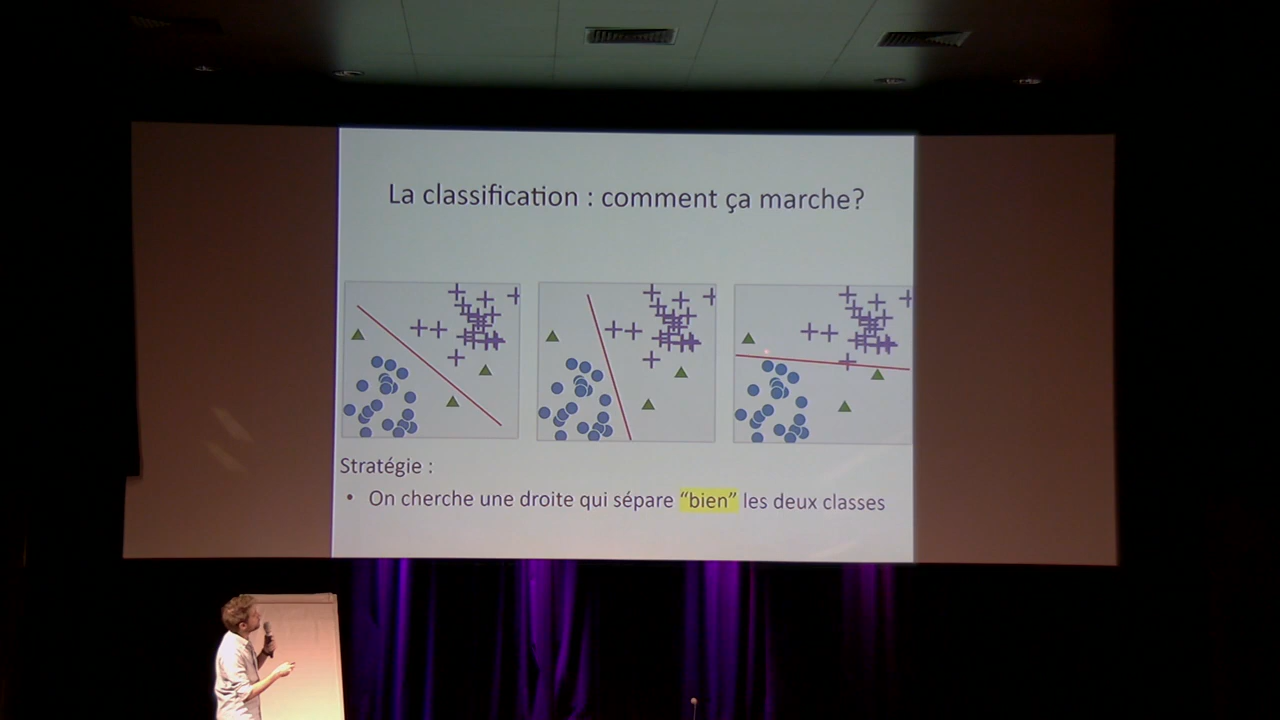 La classification : comment ça marche?
Stratégie :
• On cherche une droite qui sépare “bien” les deux classes